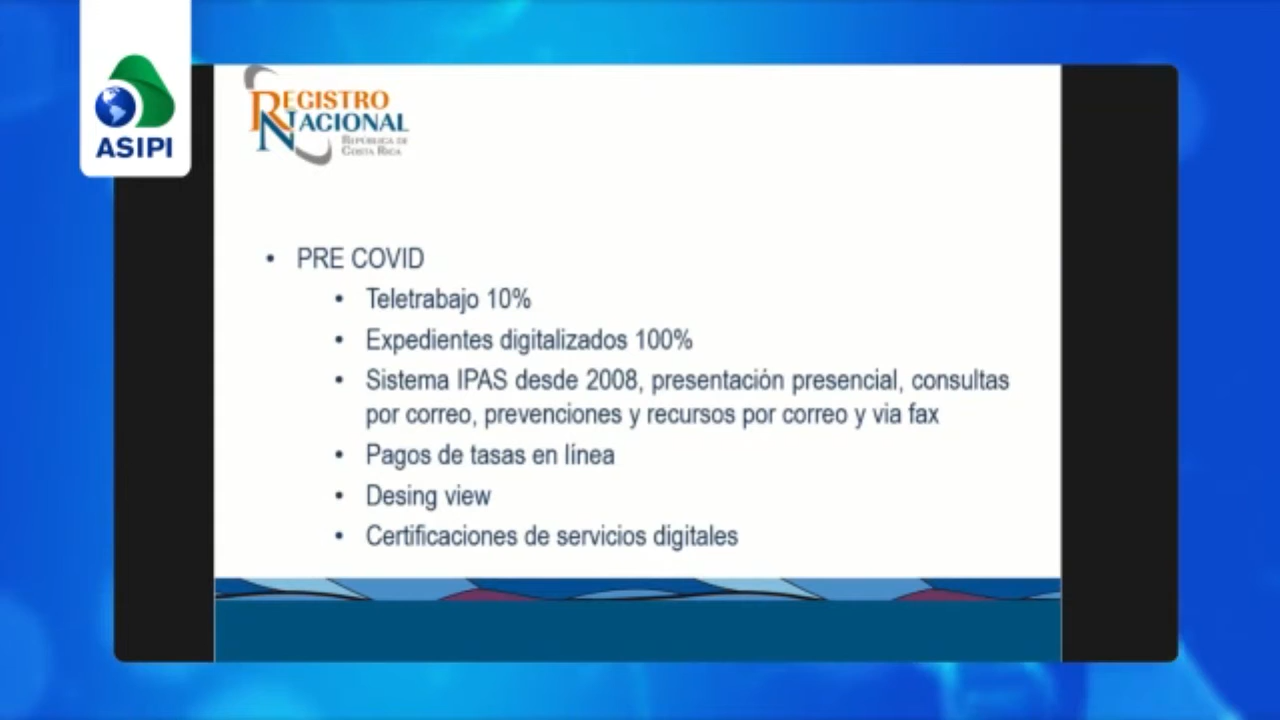 ASIPI
REGISTRO
NACIONAL
REPÚBLICA DE
COSTA RICA
• PRE COVID
• Teletrabajo 10%
• Expedientes digitalizados 100%
• Sistema IPAS desde 2008, presentación presencial, consultas
por correo, prevenciones y recursos por correo y via fax
• Pagos de tasas en línea
• Desing view
• Certificaciones de servicios digitales